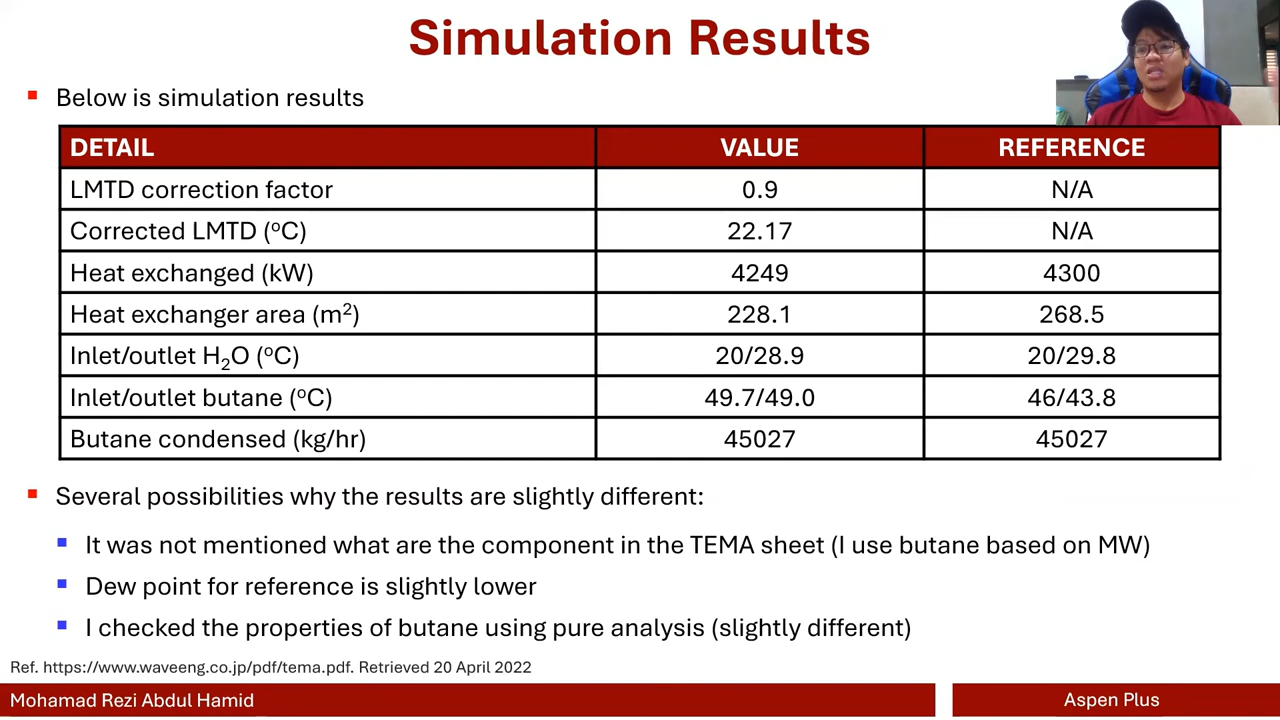 Simulation Results
Below is simulation results
DETAIL VALUE REFERENCE
LMTD correction factor 0.9 N/A
Corrected LMTD (ºC) 22.17 N/A
Heat exchanged (kW) 4249 4300
Heat exchanger area (m²) 228.1 268.5
Inlet/outlet H₂O (ºC) 20/28.9 20/29.8
Inlet/outlet butane (ºC) 49.7/49.0 46/43.8
Butane condensed (kg/hr) 45027 45027
Several possibilities why the results are slightly different:
It was not mentioned what are the component in the TEMA sheet (I use butane based on MW)
Dew point for reference is slightly lower
I checked the properties of butane using pure analysis (slightly different)
Ref. https://www.waveeng.co.jp/pdf/tema.pdf. Retrieved 20 April 2022
Mohamad Rezi Abdul Hamid Aspen Plus